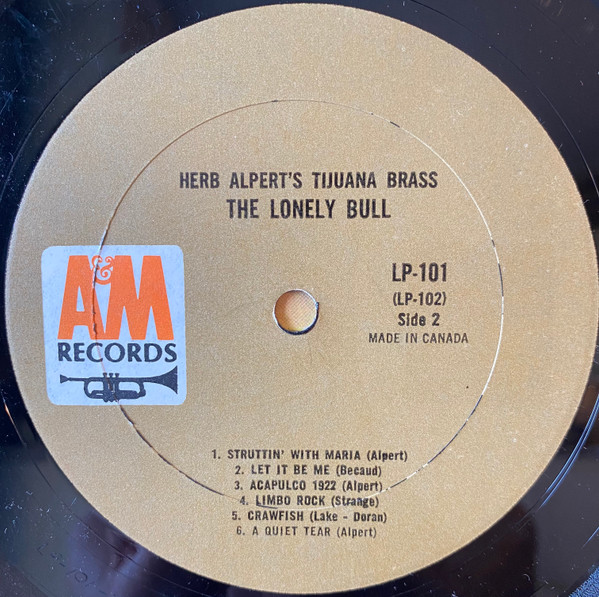 HERB ALPERT'S TIJUANA BRASS
THE LONELY BULL
A&M
RECORDS
LP-101
(LP-102)
Side 2
MADE IN CANADA
1. STRUTTIN' WITH MARIA (Alpert)
2. LET IT BE ME (Becaud)
3. ACAPULCO 1922 (Alpert)
4. LIMBO ROCK (Strange)
5. CRAWFISH (Lake - Doran)
6. A QUIET TEAR (Alpert)